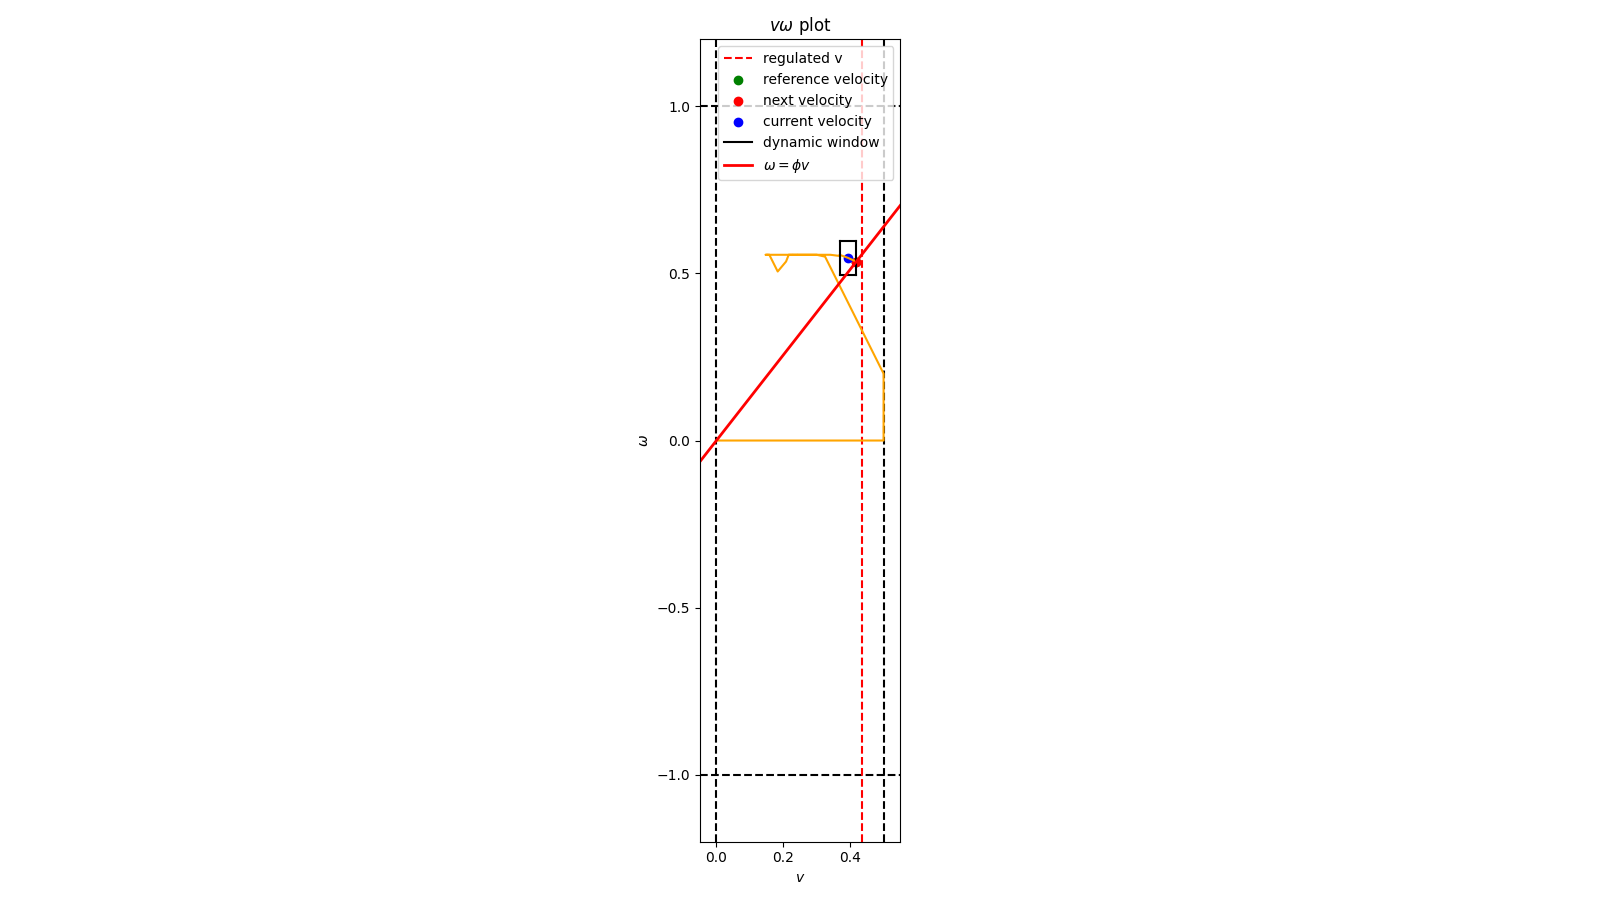 vω plot
regulated v
reference velocity
next velocity
current velocity
dynamic window
ω = ϕv
1.0
0.5
0.0
−0.5
−1.0
ω
0.0 0.2 0.4
v